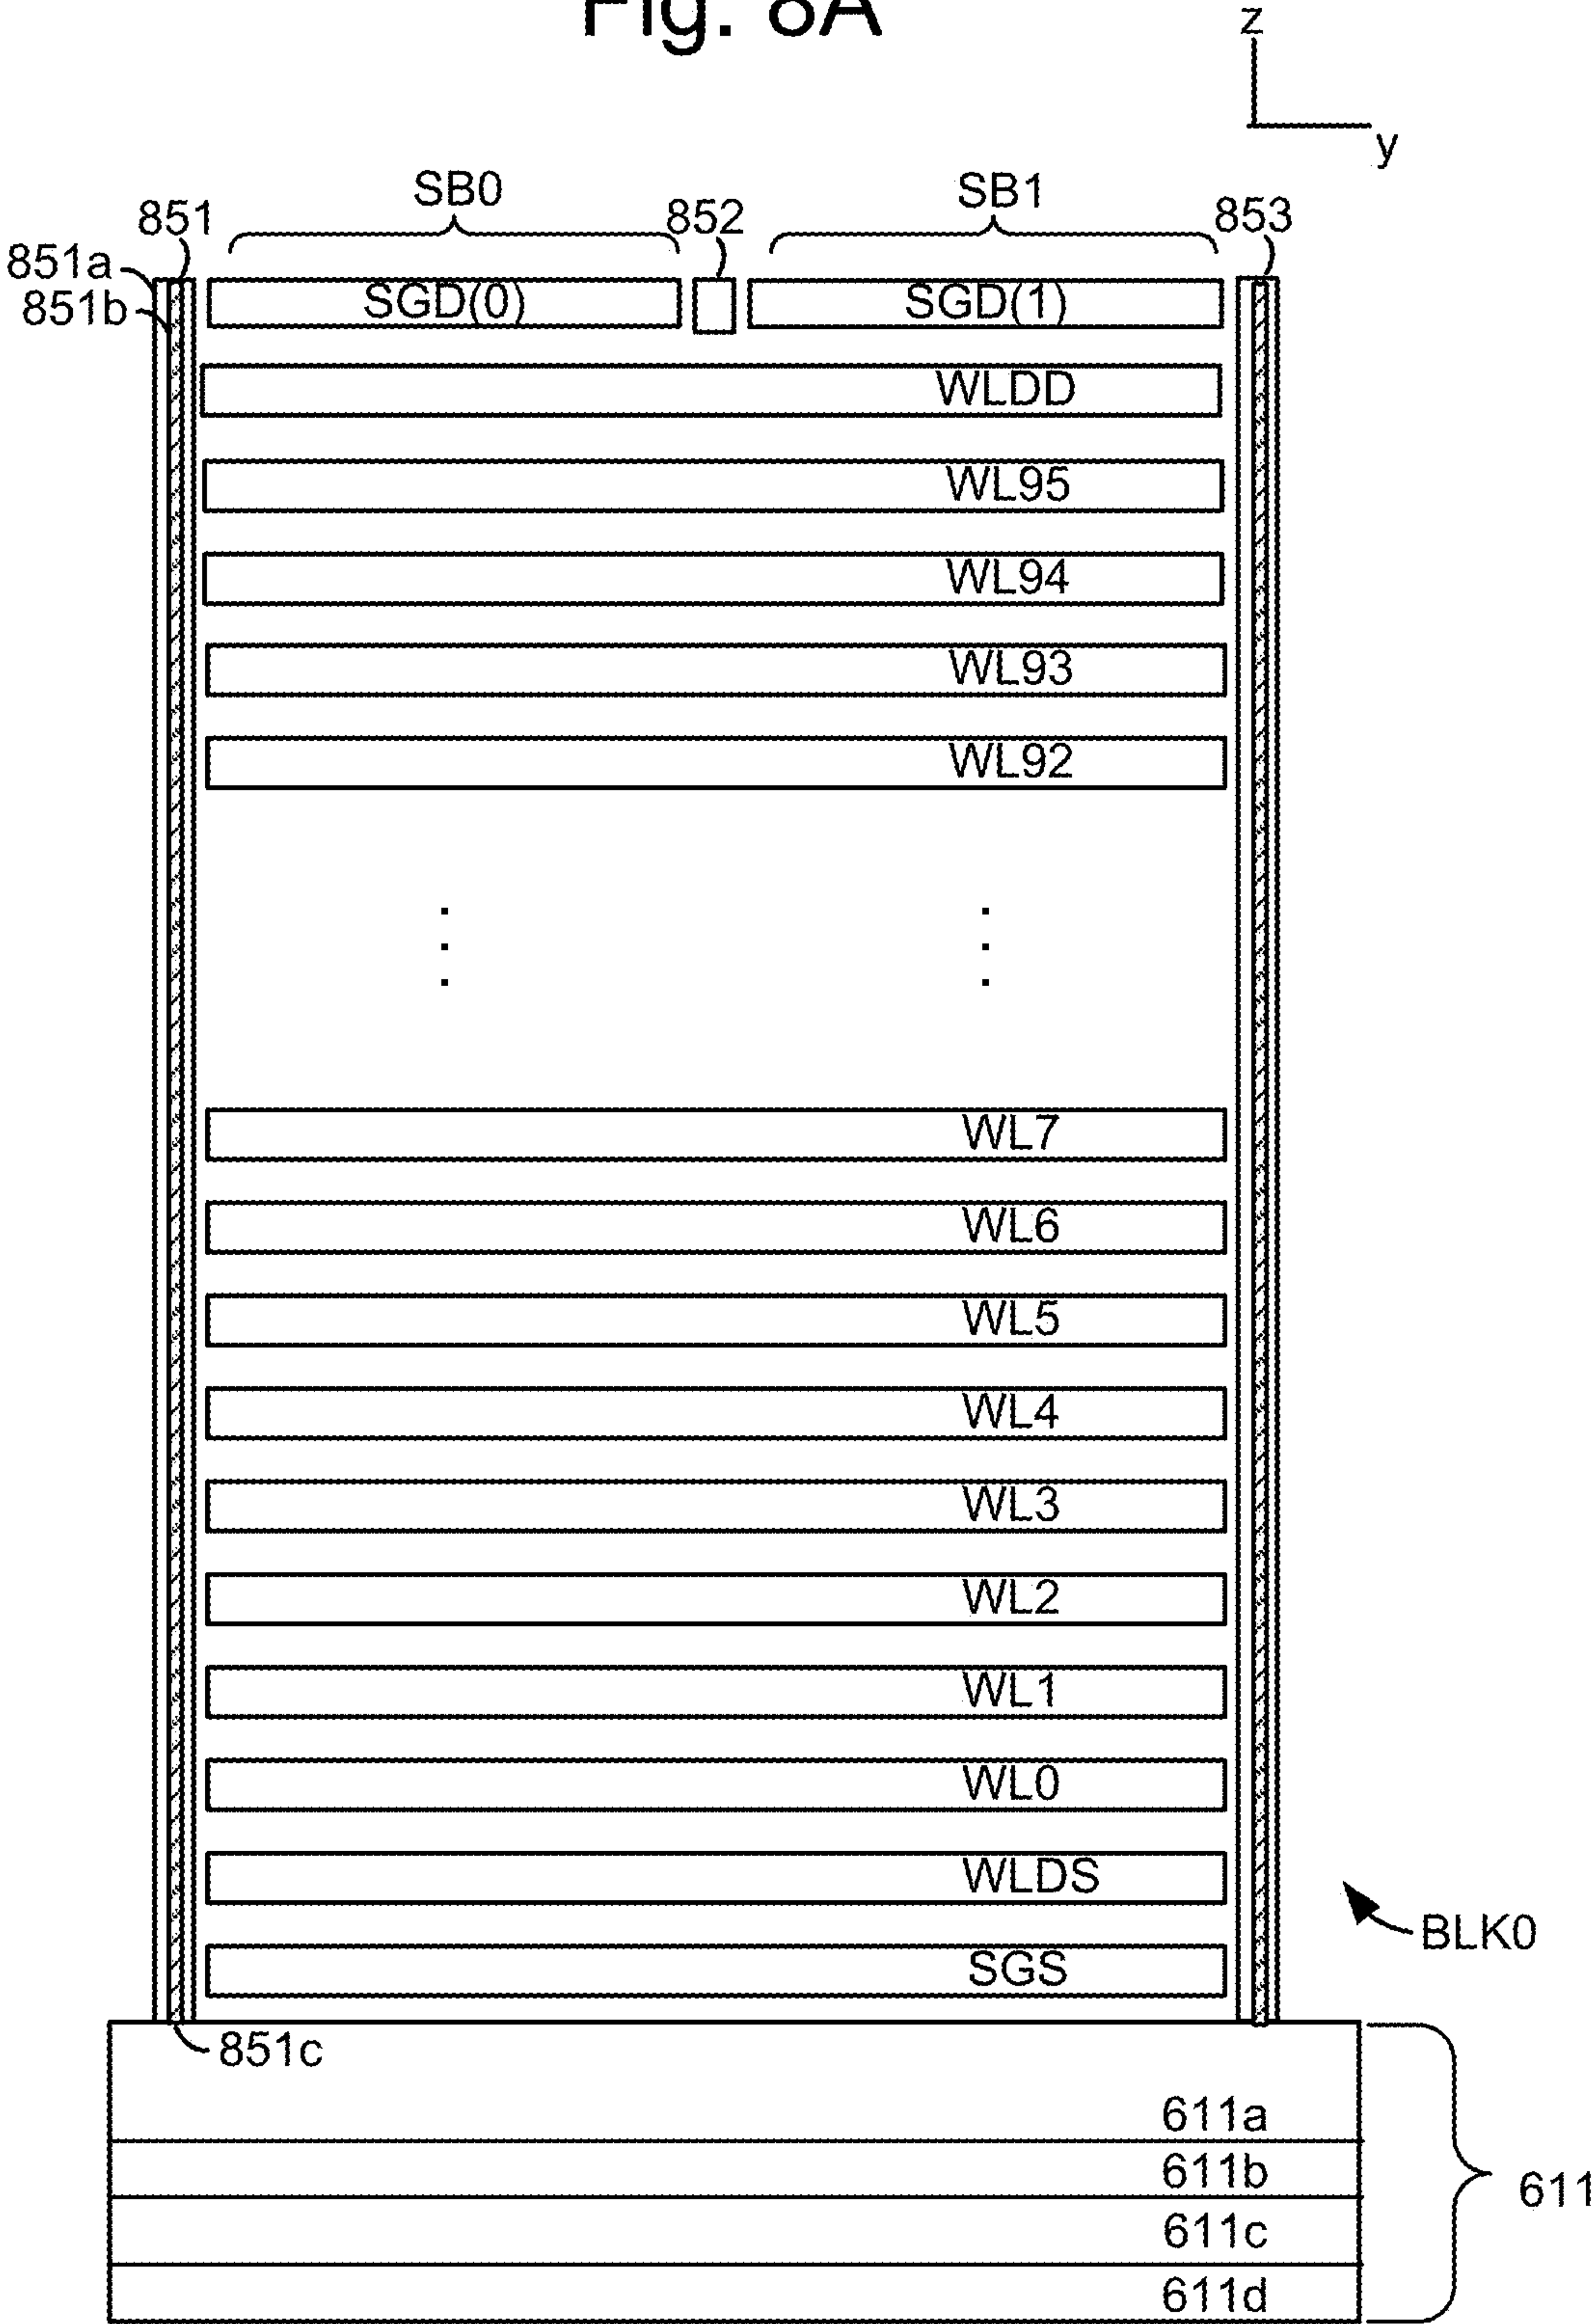 Fig. 8A
z
y
SB0
SB1
851
852
853
851a
851b
SGD(0)
SGD(1)
WLDD
WL95
WL94
WL93
WL92
WL7
WL6
WL5
WL4
WL3
WL2
WL1
WL0
WLDS
BLK0
SGS
851c
611a
611b
611
611c
611d